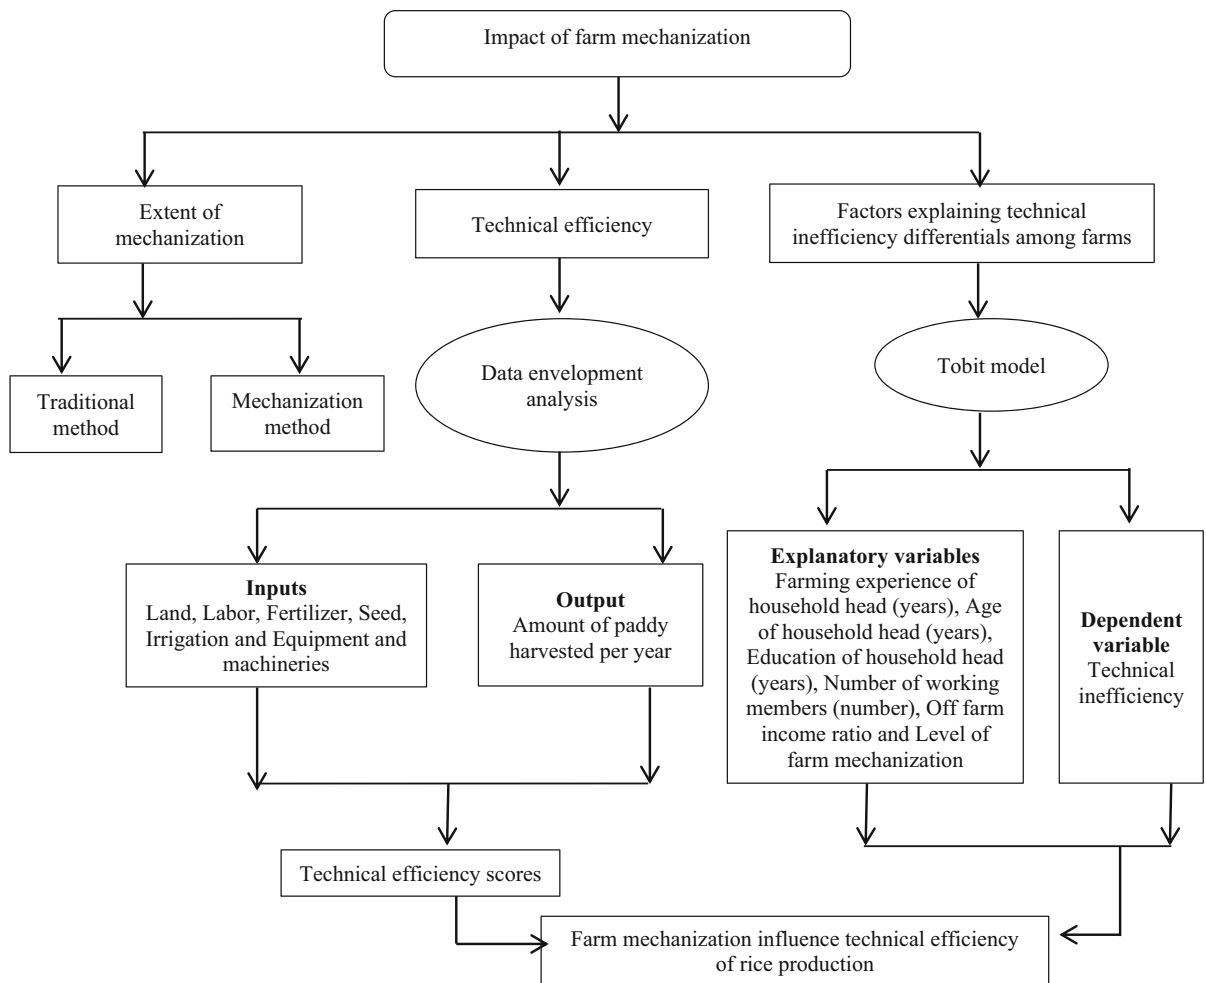 Impact of farm mechanization
Extent of
mechanization
Technical efficiency
Factors explaining technical
inefficiency differentials among farms
Traditional
method
Mechanization
method
Data envelopment
analysis
Tobit model
Inputs
Land, Labor, Fertilizer, Seed,
Irrigation and Equipment and
machineries
Output
Amount of paddy
harvested per year
Explanatory variables
Farming experience of
household head (years), Age
of household head (years),
Education of household head
(years), Number of working
members (number), Off farm
income ratio and Level of
farm mechanization
Dependent
variable
Technical
inefficiency
Technical efficiency scores
Farm mechanization influence technical efficiency
of rice production